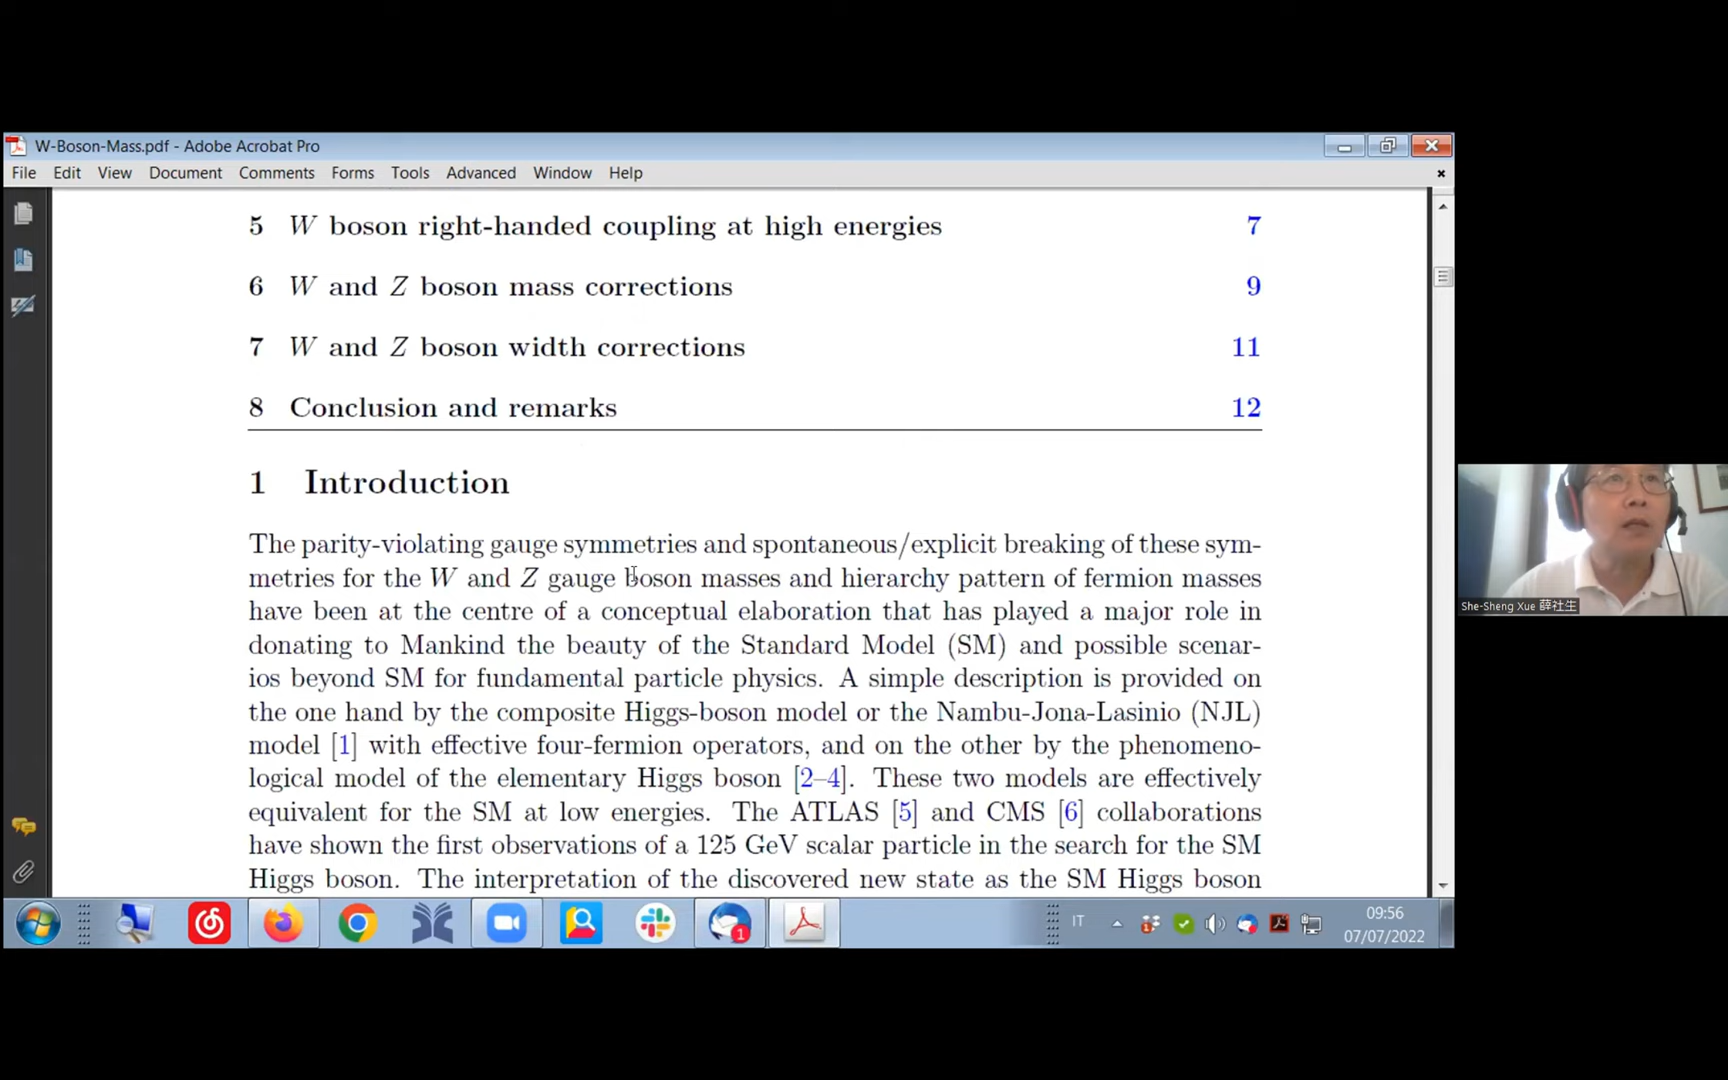 W-Boson-Mass.pdf - Adobe Acrobat Pro
File Edit View Document Comments Forms Tools Advanced Window Help
5 W boson right-handed coupling at high energies 7
6 W and Z boson mass corrections 9
7 W and Z boson width corrections 11
8 Conclusion and remarks 12
1 Introduction
The parity-violating gauge symmetries and spontaneous/explicit breaking of these sym-
metries for the W and Z gauge boson masses and hierarchy pattern of fermion masses
have been at the centre of a conceptual elaboration that has played a major role in
donating to Mankind the beauty of the Standard Model (SM) and possible scenar-
ios beyond SM for fundamental particle physics. A simple description is provided on
the one hand by the composite Higgs-boson model or the Nambu-Jona-Lasinio (NJL)
model [1] with effective four-fermion operators, and on the other by the phenomeno-
logical model of the elementary Higgs boson [2–4]. These two models are effectively
equivalent for the SM at low energies. The ATLAS [5] and CMS [6] collaborations
have shown the first observations of a 125 GeV scalar particle in the search for the SM
Higgs boson. The interpretation of the discovered new state as the SM Higgs boson
She-Sheng Xue 薛社生
1
IT
09:56
07/07/2022